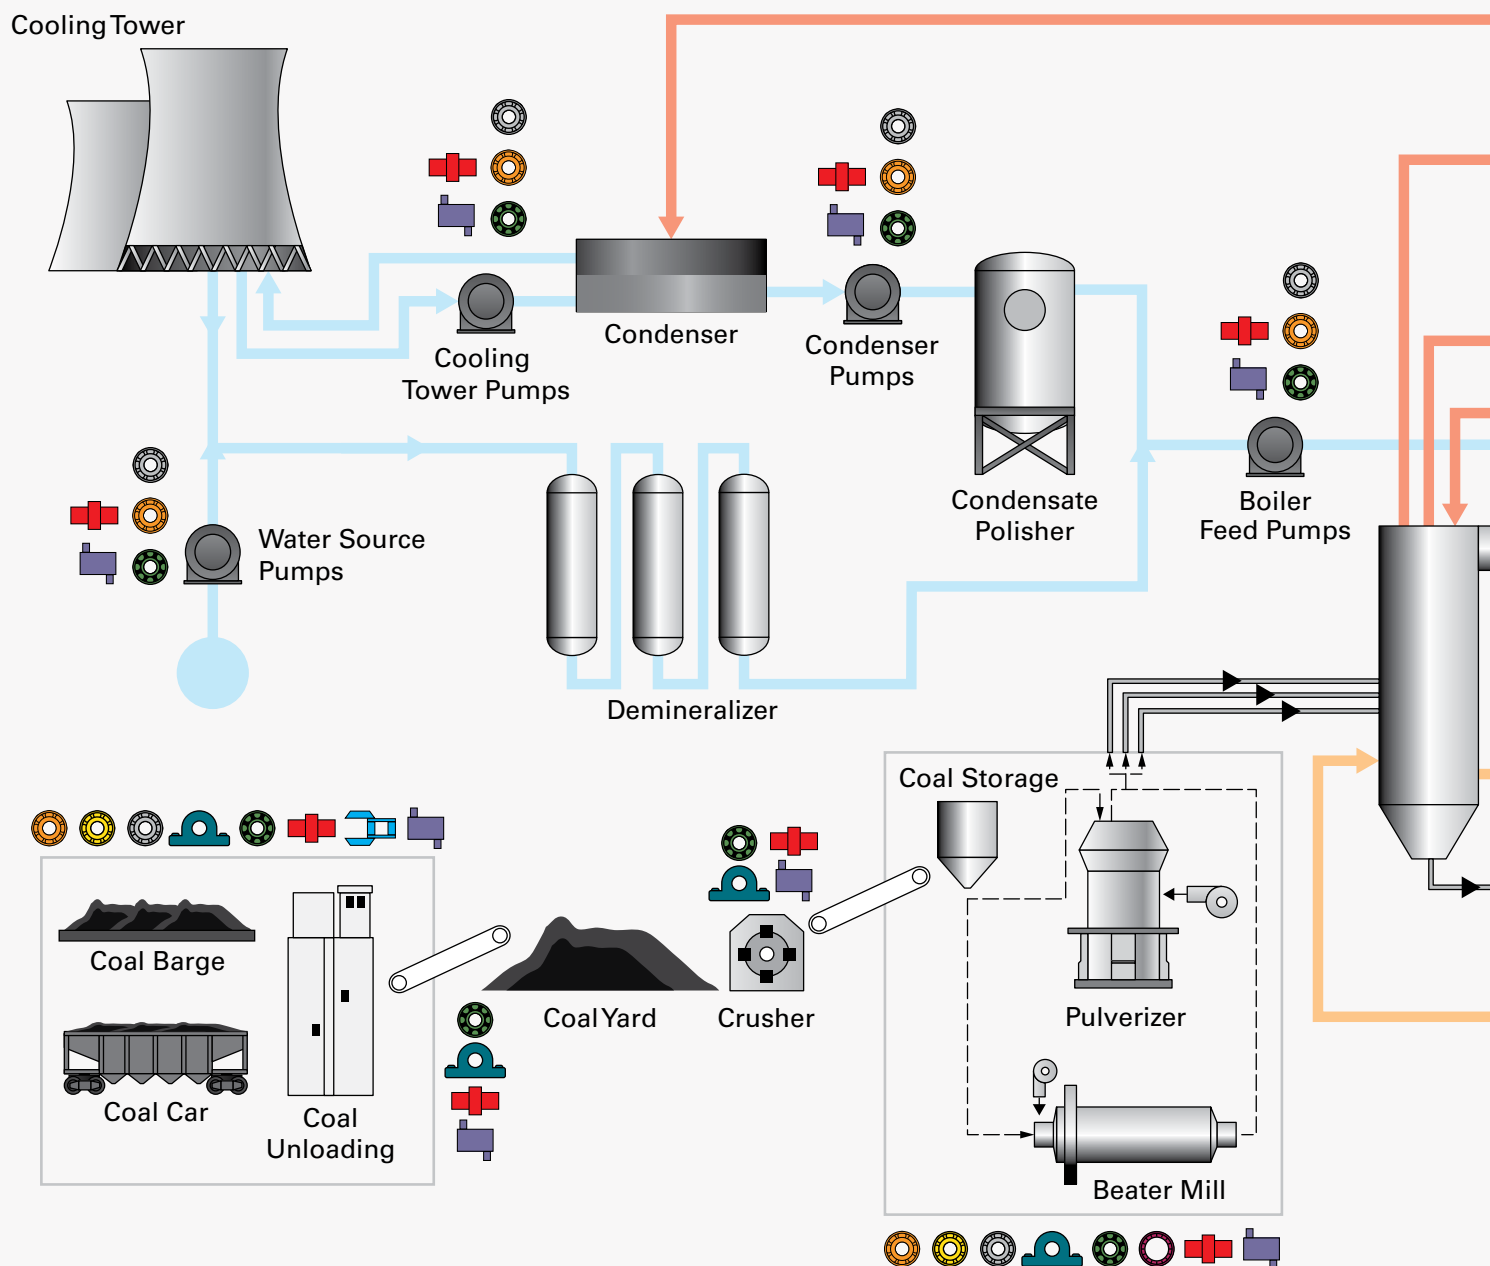 Cooling Tower
Condenser
Cooling
Tower Pumps
Condenser
Pumps
Condensate
Polisher
Boiler
Feed Pumps
Water Source
Pumps
Demineralizer
Coal Storage
Coal Barge
Coal Yard
Crusher
Pulverizer
Coal Car
Coal
Unloading
Beater Mill